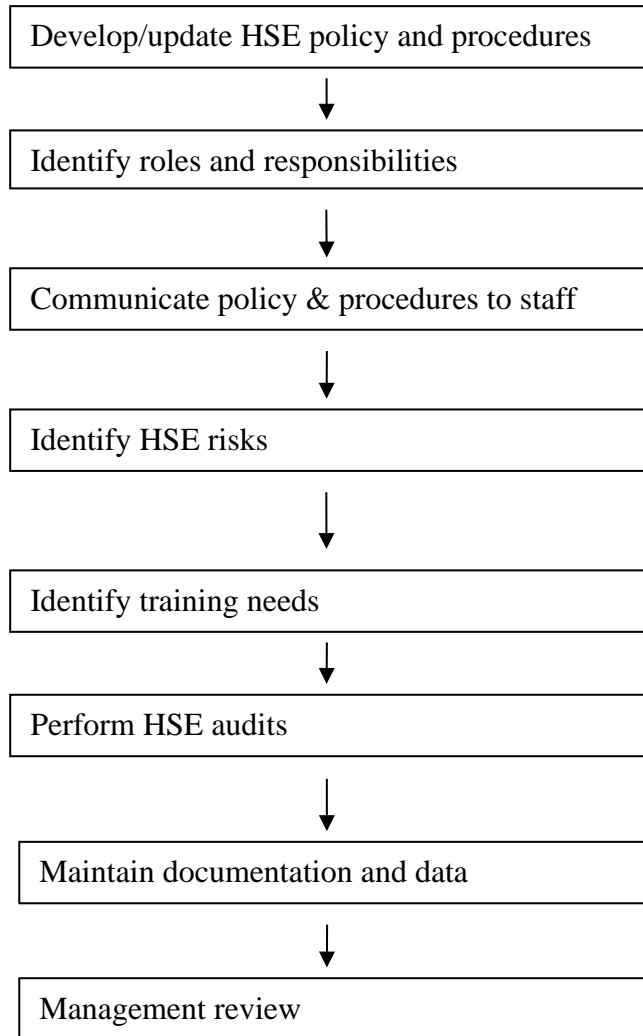 Develop/update HSE policy and procedures
Identify roles and responsibilities
Communicate policy & procedures to staff
Identify HSE risks
Identify training needs
Perform HSE audits
Maintain documentation and data
Management review